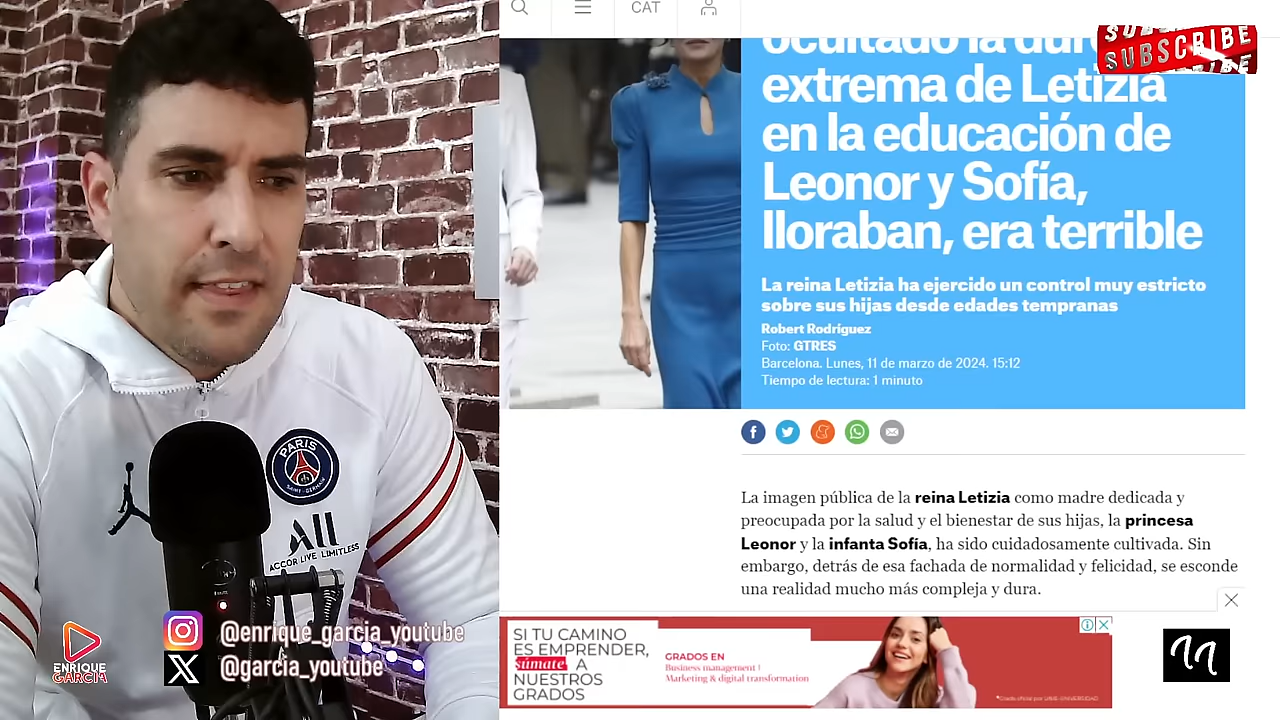 CAT
ocultado la dureza
extrema de Letizia
en la educación de
Leonor y Sofía,
lloraban, era terrible
La reina Letizia ha ejercido un control muy estricto
sobre sus hijas desde edades tempranas
Robert Rodríguez
Foto: GTRES
Barcelona. Lunes, 11 de marzo de 2024. 15:12
Tiempo de lectura: 1 minuto
La imagen pública de la reina Letizia como madre dedicada y
preocupada por la salud y el bienestar de sus hijas, la princesa
Leonor y la infanta Sofía, ha sido cuidadosamente cultivada. Sin
embargo, detrás de esa fachada de normalidad y felicidad, se esconde
una realidad mucho más compleja y dura.
SUBSCRIBE
PARIS
SAINT-GERMAIN
ALL
ACCOR LIVE LIMITLESS
@enrique_garcia_youtube
@garcia_youtube
ENRIQUE
GARCIA
SI TU CAMINO
ES EMPRENDER,
súmate A
NUESTROS
GRADOS
GRADOS EN
Business management |
Marketing & digital transformation